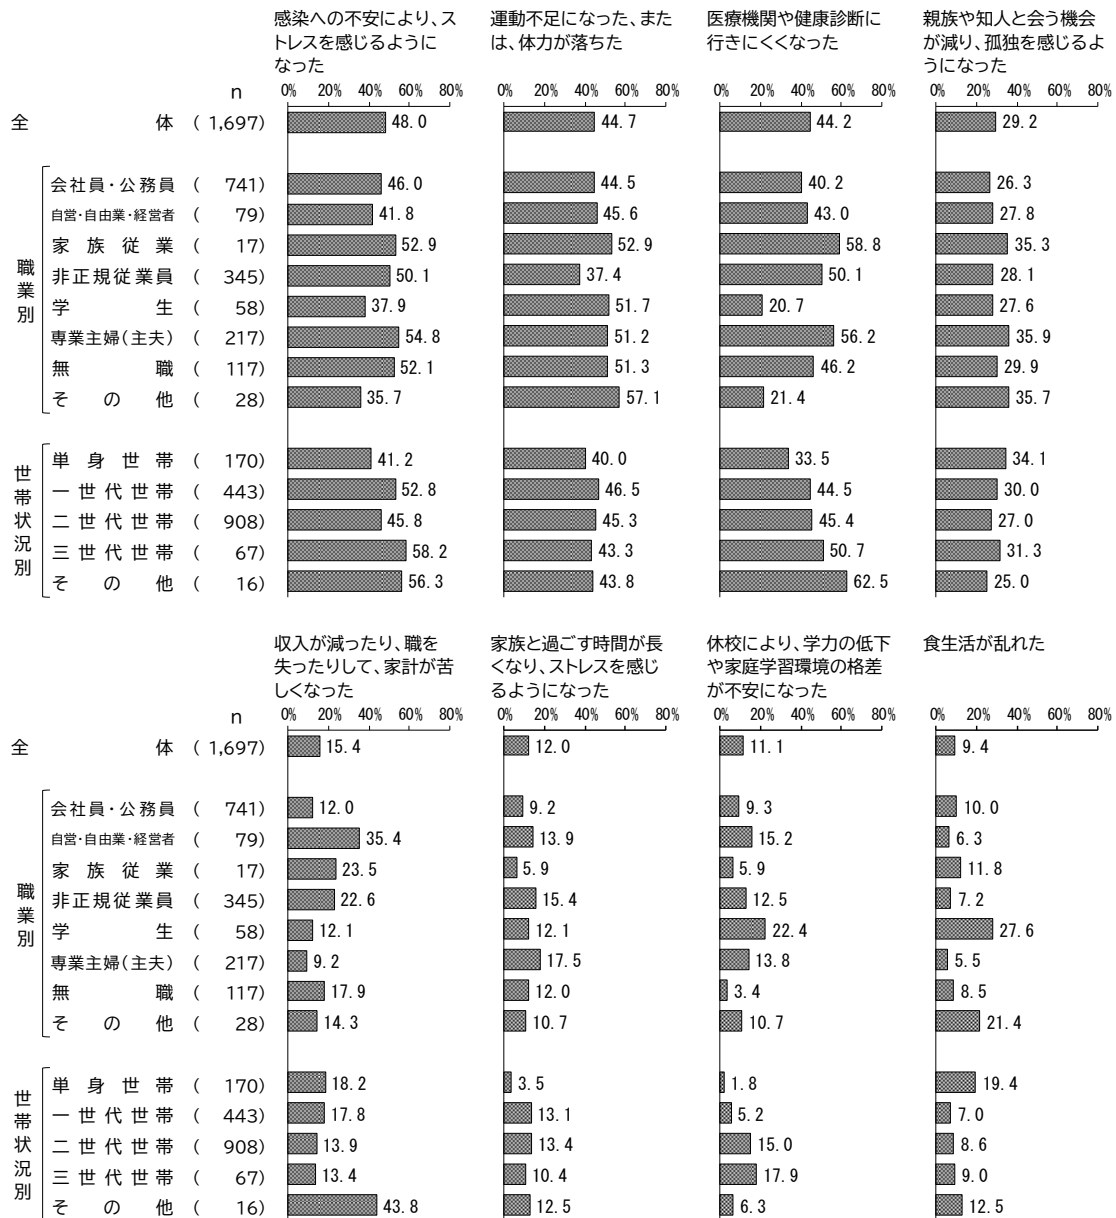 感染への不安により、ス
トレスを感じるように
なった
運動不足になった、また
は、体力が落ちた
医療機関や健康診断に
行きにくくなった
親族や知人と会う機会
が減り、孤独を感じるよ
うになった
n 0% 20% 40% 60% 80% 0% 20% 40% 60% 80% 0% 20% 40% 60% 80% 0% 20% 40% 60% 80%
全体 (1,697) 48.0 44.7 44.2 29.2
職業別
会社員・公務員 (741) 46.0 44.5 40.2 26.3
自営・自由業・経営者 (79) 41.8 45.6 43.0 27.8
家族従業 (17) 52.9 52.9 58.8 35.3
非正規従業員 (345) 50.1 37.4 50.1 28.1
学生 (58) 37.9 51.7 20.7 27.6
専業主婦(主夫) (217) 54.8 51.2 56.2 35.9
無職 (117) 52.1 51.3 46.2 29.9
その他 (28) 35.7 57.1 21.4 35.7
世帯状況別
単身世帯 (170) 41.2 40.0 33.5 34.1
一世代世帯 (443) 52.8 46.5 44.5 30.0
二世代世帯 (908) 45.8 45.3 45.4 27.0
三世代世帯 (67) 58.2 43.3 50.7 31.3
その他 (16) 56.3 43.8 62.5 25.0
収入が減ったり、職を
失ったりして、家計が苦
しくなった
家族と過ごす時間が長
くなり、ストレスを感じ
るようになった
休校により、学力の低下
や家庭学習環境の格差
が不安になった
食生活が乱れた
n 0% 20% 40% 60% 80% 0% 20% 40% 60% 80% 0% 20% 40% 60% 80% 0% 20% 40% 60% 80%
全体 (1,697) 15.4 12.0 11.1 9.4
職業別
会社員・公務員 (741) 12.0 9.2 9.3 10.0
自営・自由業・経営者 (79) 35.4 13.9 15.2 6.3
家族従業 (17) 23.5 5.9 5.9 11.8
非正規従業員 (345) 22.6 15.4 12.5 7.2
学生 (58) 12.1 12.1 22.4 27.6
専業主婦(主夫) (217) 9.2 17.5 13.8 5.5
無職 (117) 17.9 12.0 3.4 8.5
その他 (28) 14.3 10.7 10.7 21.4
世帯状況別
単身世帯 (170) 18.2 3.5 1.8 19.4
一世代世帯 (443) 17.8 13.1 5.2 7.0
二世代世帯 (908) 13.9 13.4 15.0 8.6
三世代世帯 (67) 13.4 10.4 17.9 9.0
その他 (16) 43.8 12.5 6.3 12.5